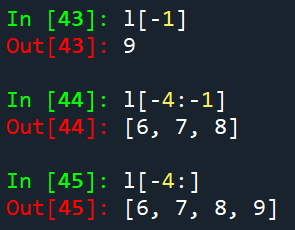 In [43]: l[-1]
Out[43]: 9
In [44]: l[-4:-1]
Out[44]: [6, 7, 8]
In [45]: l[-4:]
Out[45]: [6, 7, 8, 9]